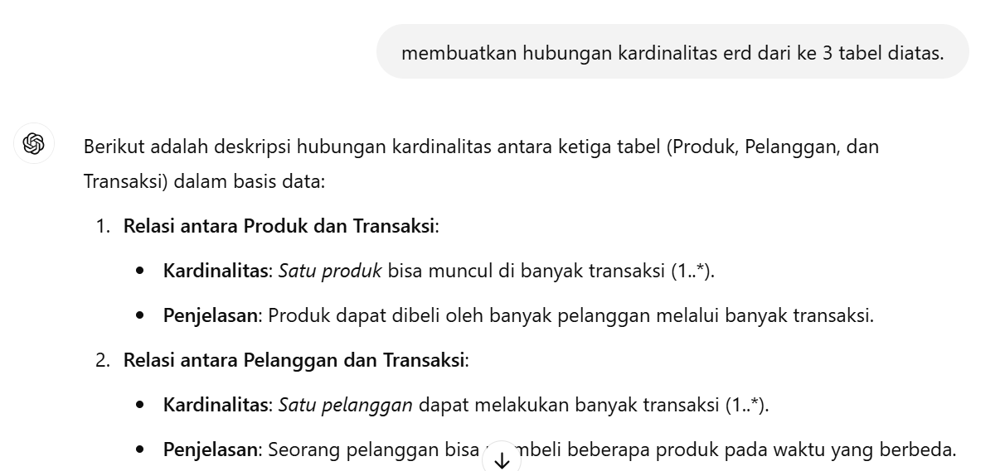 membuatkan hubungan kardinalitas erd dari ke 3 tabel diatas.
Berikut adalah deskripsi hubungan kardinalitas antara ketiga tabel (Produk, Pelanggan, dan
Transaksi) dalam basis data:
1. Relasi antara Produk dan Transaksi:
• Kardinalitas: Satu produk bisa muncul di banyak transaksi (1..*).
• Penjelasan: Produk dapat dibeli oleh banyak pelanggan melalui banyak transaksi.
2. Relasi antara Pelanggan dan Transaksi:
• Kardinalitas: Satu pelanggan dapat melakukan banyak transaksi (1..*).
• Penjelasan: Seorang pelanggan bisa beberapa produk pada waktu yang berbeda.